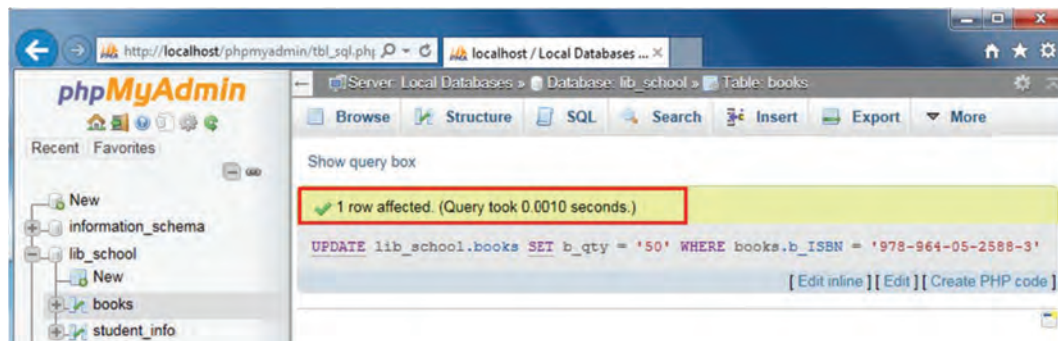 http://localhost/phpmyadmin/tbl_sql.php
localhost / Local Databases ...
phpMyAdmin
Recent Favorites
New
information_schema
lib_school
New
books
student_info
Server: Local Databases » Database: lib_school » Table: books
Browse Structure SQL Search Insert Export More
Show query box
1 row affected. (Query took 0.0010 seconds.)
UPDATE lib_school.books SET b_qty = '50' WHERE books.b_ISBN = '978-964-05-2588-3'
[ Edit inline ] [ Edit ] [ Create PHP code ]